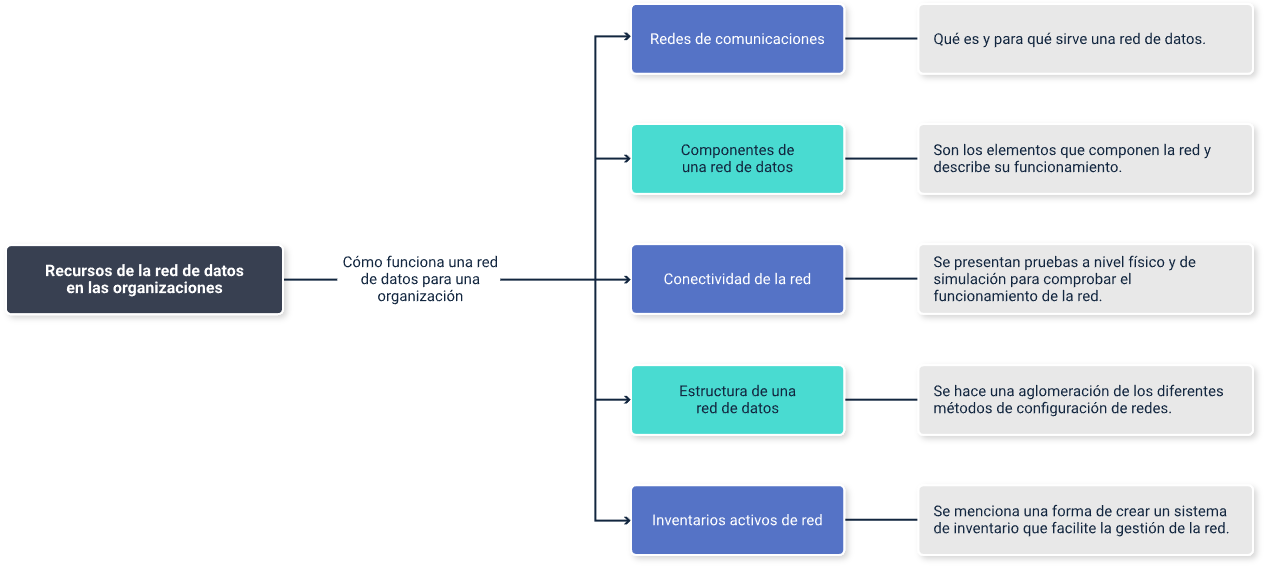 Recursos de la red de datos
en las organizaciones
Cómo funciona una red
de datos para una
organización
Redes de comunicaciones
Qué es y para qué sirve una red de datos.
Componentes de
una red de datos
Son los elementos que componen la red y
describe su funcionamiento.
Conectividad de la red
Se presentan pruebas a nivel físico y de
simulación para comprobar el
funcionamiento de la red.
Estructura de una
red de datos
Se hace una aglomeración de los diferentes
métodos de configuración de redes.
Inventarios activos de red
Se menciona una forma de crear un sistema
de inventario que facilite la gestión de la red.